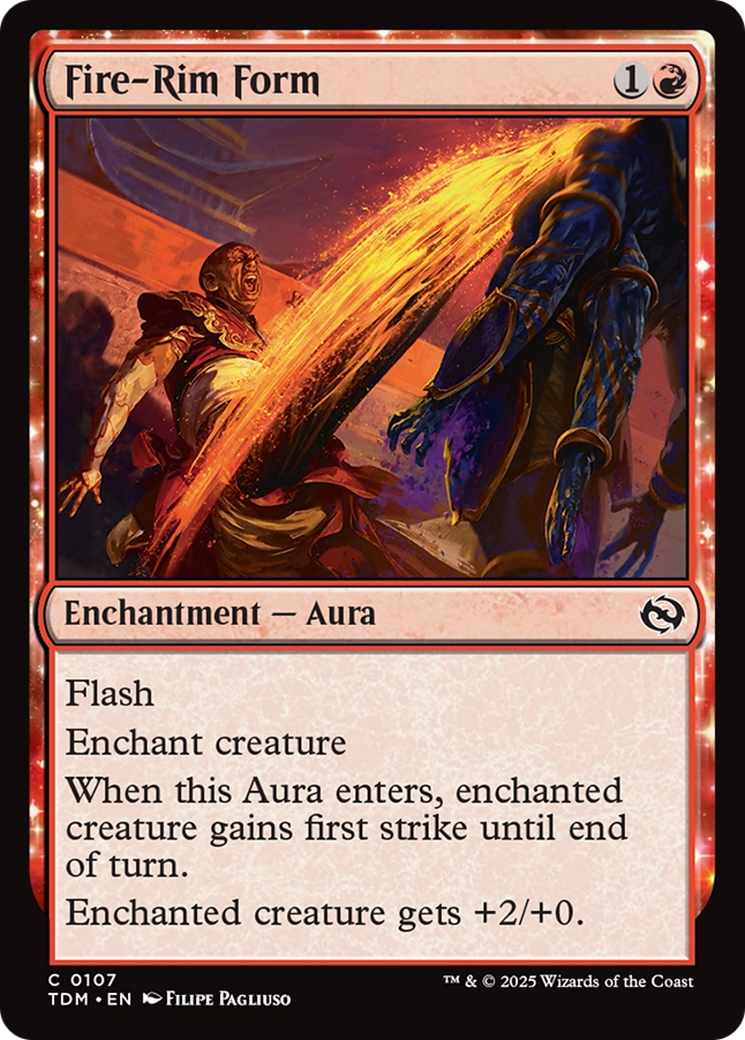 Fire-Rim Form 1
Enchantment — Aura
Flash
Enchant creature
When this Aura enters, enchanted
creature gains first strike until end
of turn.
Enchanted creature gets +2/+0.
C 0107 ™ & © 2025 Wizards of the Coast
TDM • EN Filipe Pagliuso